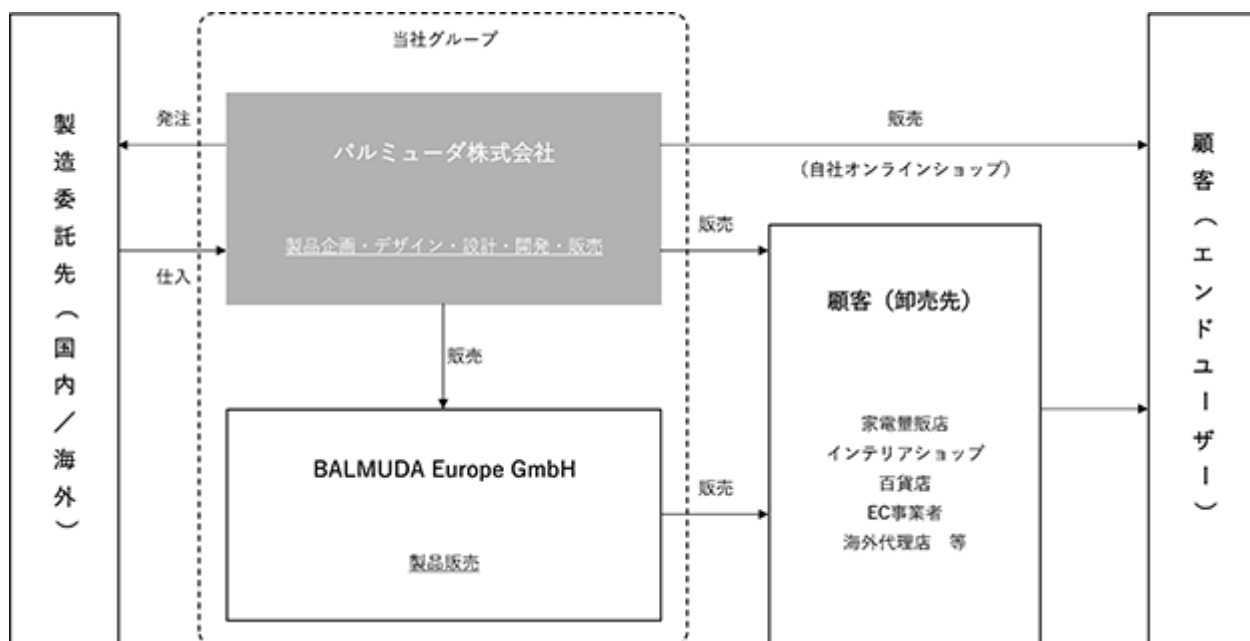 当社グループ
製造委託先（国内／海外）
発注
仕入
バルミューダ株式会社
製品企画・デザイン・設計・開発・販売
販売
BALMUDA Europe GmbH
製品販売
販売
（自社オンラインショップ）
販売
販売
顧客（卸売先）
家電量販店
インテリアショップ
百貨店
EC事業者
海外代理店　等
顧客（エンドユーザー）